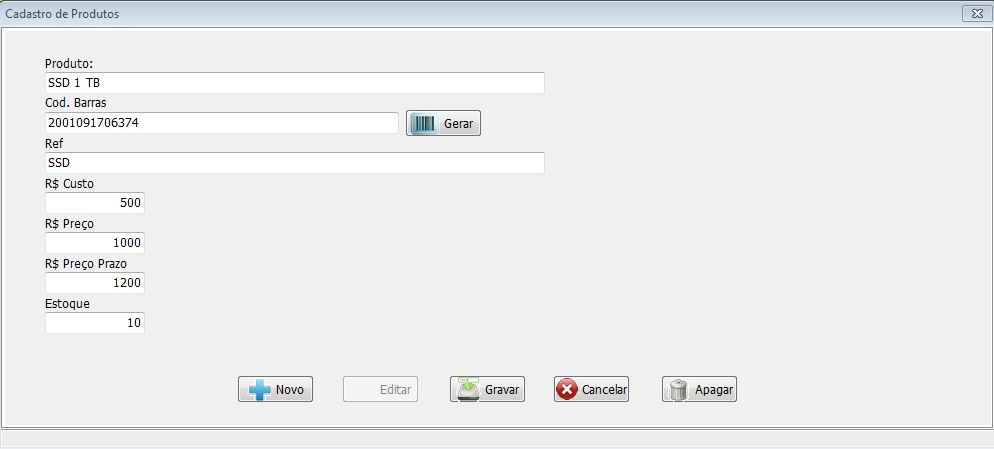 Cadastro de Produtos
Produto:
SSD 1 TB
Cod. Barras
2001091706374
Gerar
Ref
SSD
R$ Custo
500
R$ Preço
1000
R$ Preço Prazo
1200
Estoque
10
Novo Editar Gravar Cancelar Apagar